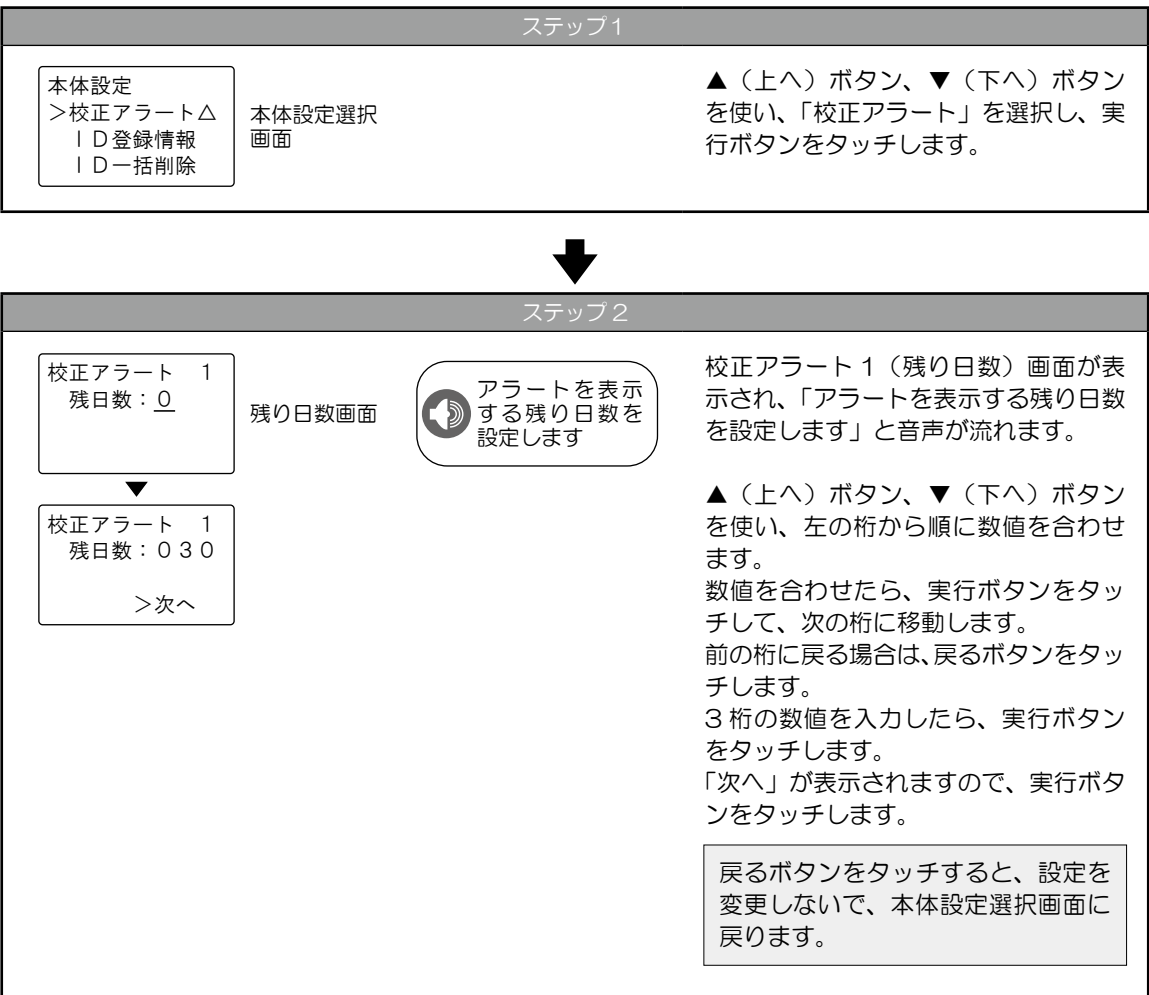 ステップ1
本体設定
＞校正アラート△
ＩＤ登録情報
ＩＤ一括削除
本体設定選択
画面
▲（上へ）ボタン、▼（下へ）ボタン
を使い、「校正アラート」を選択し、実
行ボタンをタッチします。
ステップ2
校正アラート　1
残日数：０
残り日数画面
アラートを表示
する残り日数を
設定します
▼
校正アラート　1
残日数：０３０
＞次へ
校正アラート 1（残り日数）画面が表
示され、「アラートを表示する残り日数
を設定します」と音声が流れます。
▲（上へ）ボタン、▼（下へ）ボタン
を使い、左の桁から順に数値を合わせ
ます。
数値を合わせたら、実行ボタンをタッ
チして、次の桁に移動します。
前の桁に戻る場合は、戻るボタンをタッ
チします。
3 桁の数値を入力したら、実行ボタン
をタッチします。
「次へ」が表示されますので、実行ボタ
ンをタッチします。
戻るボタンをタッチすると、設定を
変更しないで、本体設定選択画面に
戻ります。